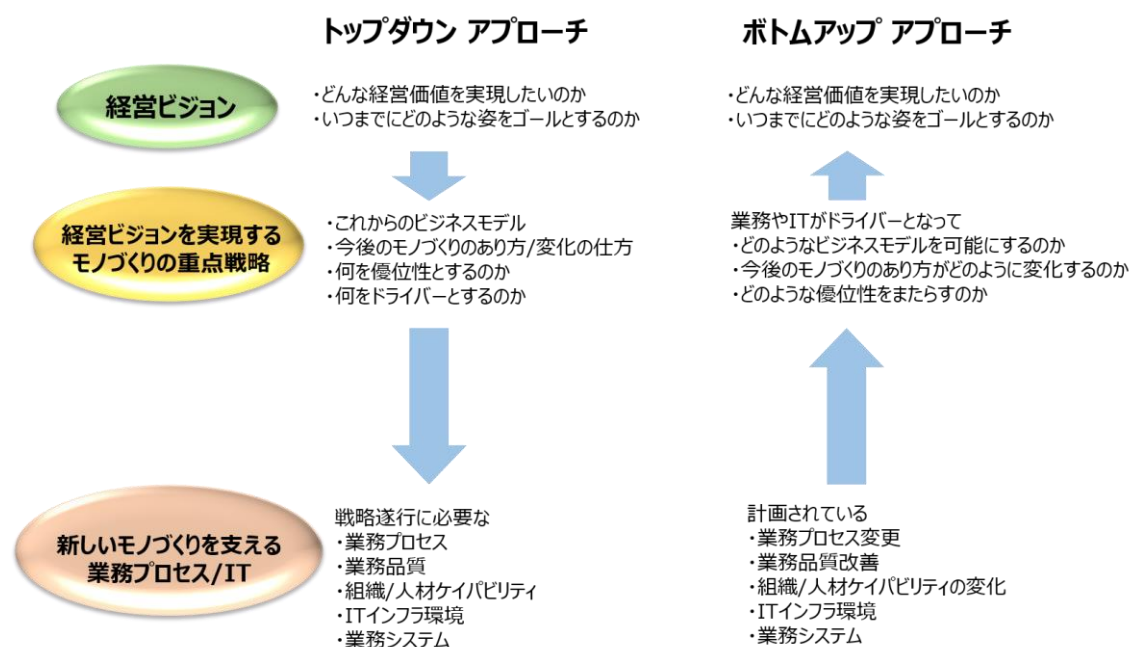 トップダウン アプローチ
ボトムアップ アプローチ
経営ビジョン
・どんな経営価値を実現したいのか
・いつまでにどのような姿をゴールとするのか
・どんな経営価値を実現したいのか
・いつまでにどのような姿をゴールとするのか
経営ビジョンを実現する
モノづくりの重点戦略
・これからのビジネスモデル
・今後のモノづくりのあり方/変化の仕方
・何を優位性とするのか
・何をドライバーとするのか
業務やITがドライバーとなって
・どのようなビジネスモデルを可能にするのか
・今後のモノづくりのあり方がどのように変化するのか
・どのような優位性をまたらすのか
新しいモノづくりを支える
業務プロセス/IT
戦略遂行に必要な
・業務プロセス
・業務品質
・組織/人材ケイパビリティ
・ITインフラ環境
・業務システム
計画されている
・業務プロセス変更
・業務品質改善
・組織/人材ケイパビリティの変化
・ITインフラ環境
・業務システム